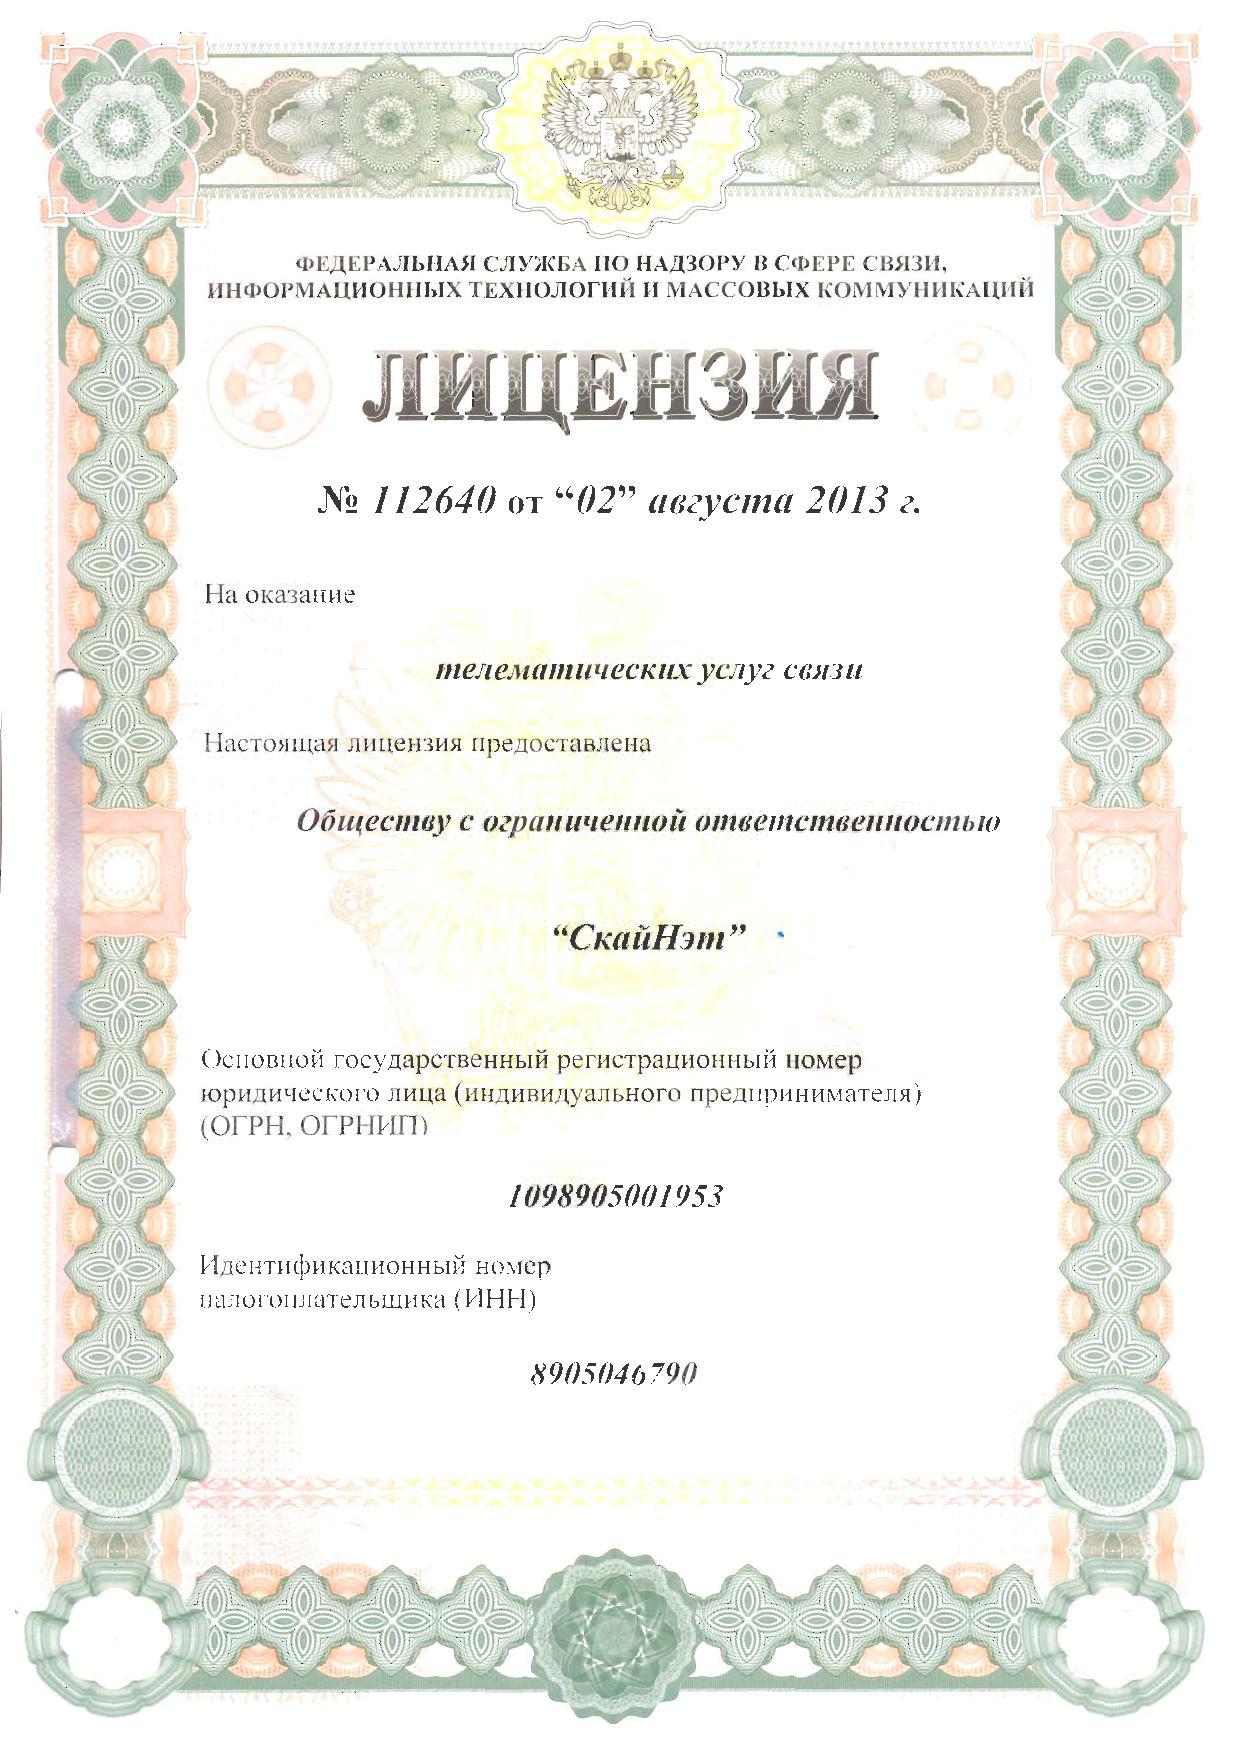 ФЕДЕРАЛЬНАЯ СЛУЖБА ПО НАДЗОРУ В СФЕРЕ СВЯЗИ,
ИНФОРМАЦИОННЫХ ТЕХНОЛОГИЙ И МАССОВЫХ КОММУНИКАЦИЙ
ЛИЦЕНЗИЯ
№ 112640 от “02” августа 2013 г.
На оказание
телематических услуг связи
Настоящая лицензия предоставлена
Обществу с ограниченной ответственностью
“СкайНэт”
Основной государственный регистрационный номер
юридического лица (индивидуального предпринимателя)
(ОГРН, ОГРНИП)
1098905001953
Идентификационный номер
налогоплательщика (ИНН)
8905046790